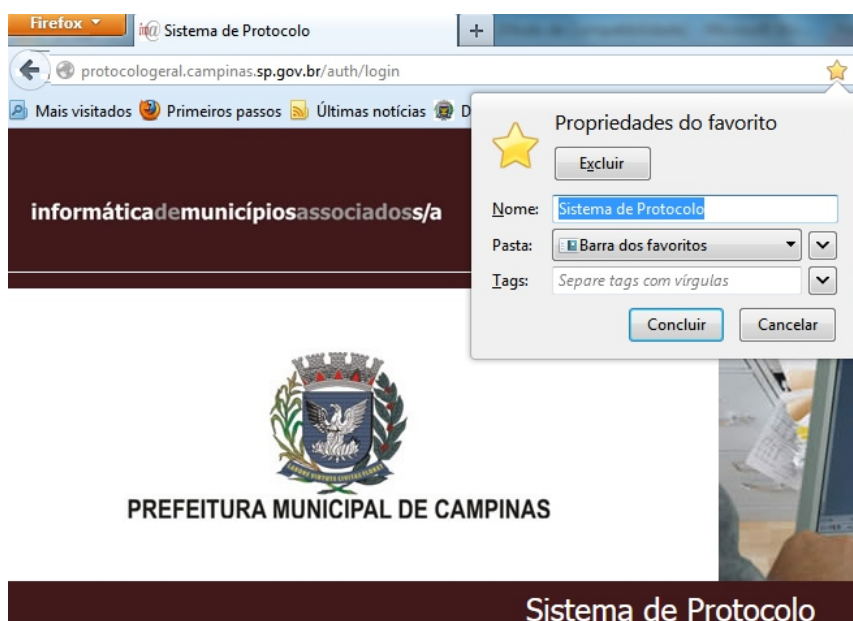 Firefox
Sistema de Protocolo
protocologeral.campinas.sp.gov.br/auth/login
Mais visitados Primeiros passos Últimas notícias D
Propriedades do favorito
Excluir
Nome: Sistema de Protocolo
Pasta: Barra dos favoritos
Tags: Separe tags com vírgulas
Concluir Cancelar
informáticademunicípiosassociadoss/a
PREFEITURA MUNICIPAL DE CAMPINAS
Sistema de Protocolo